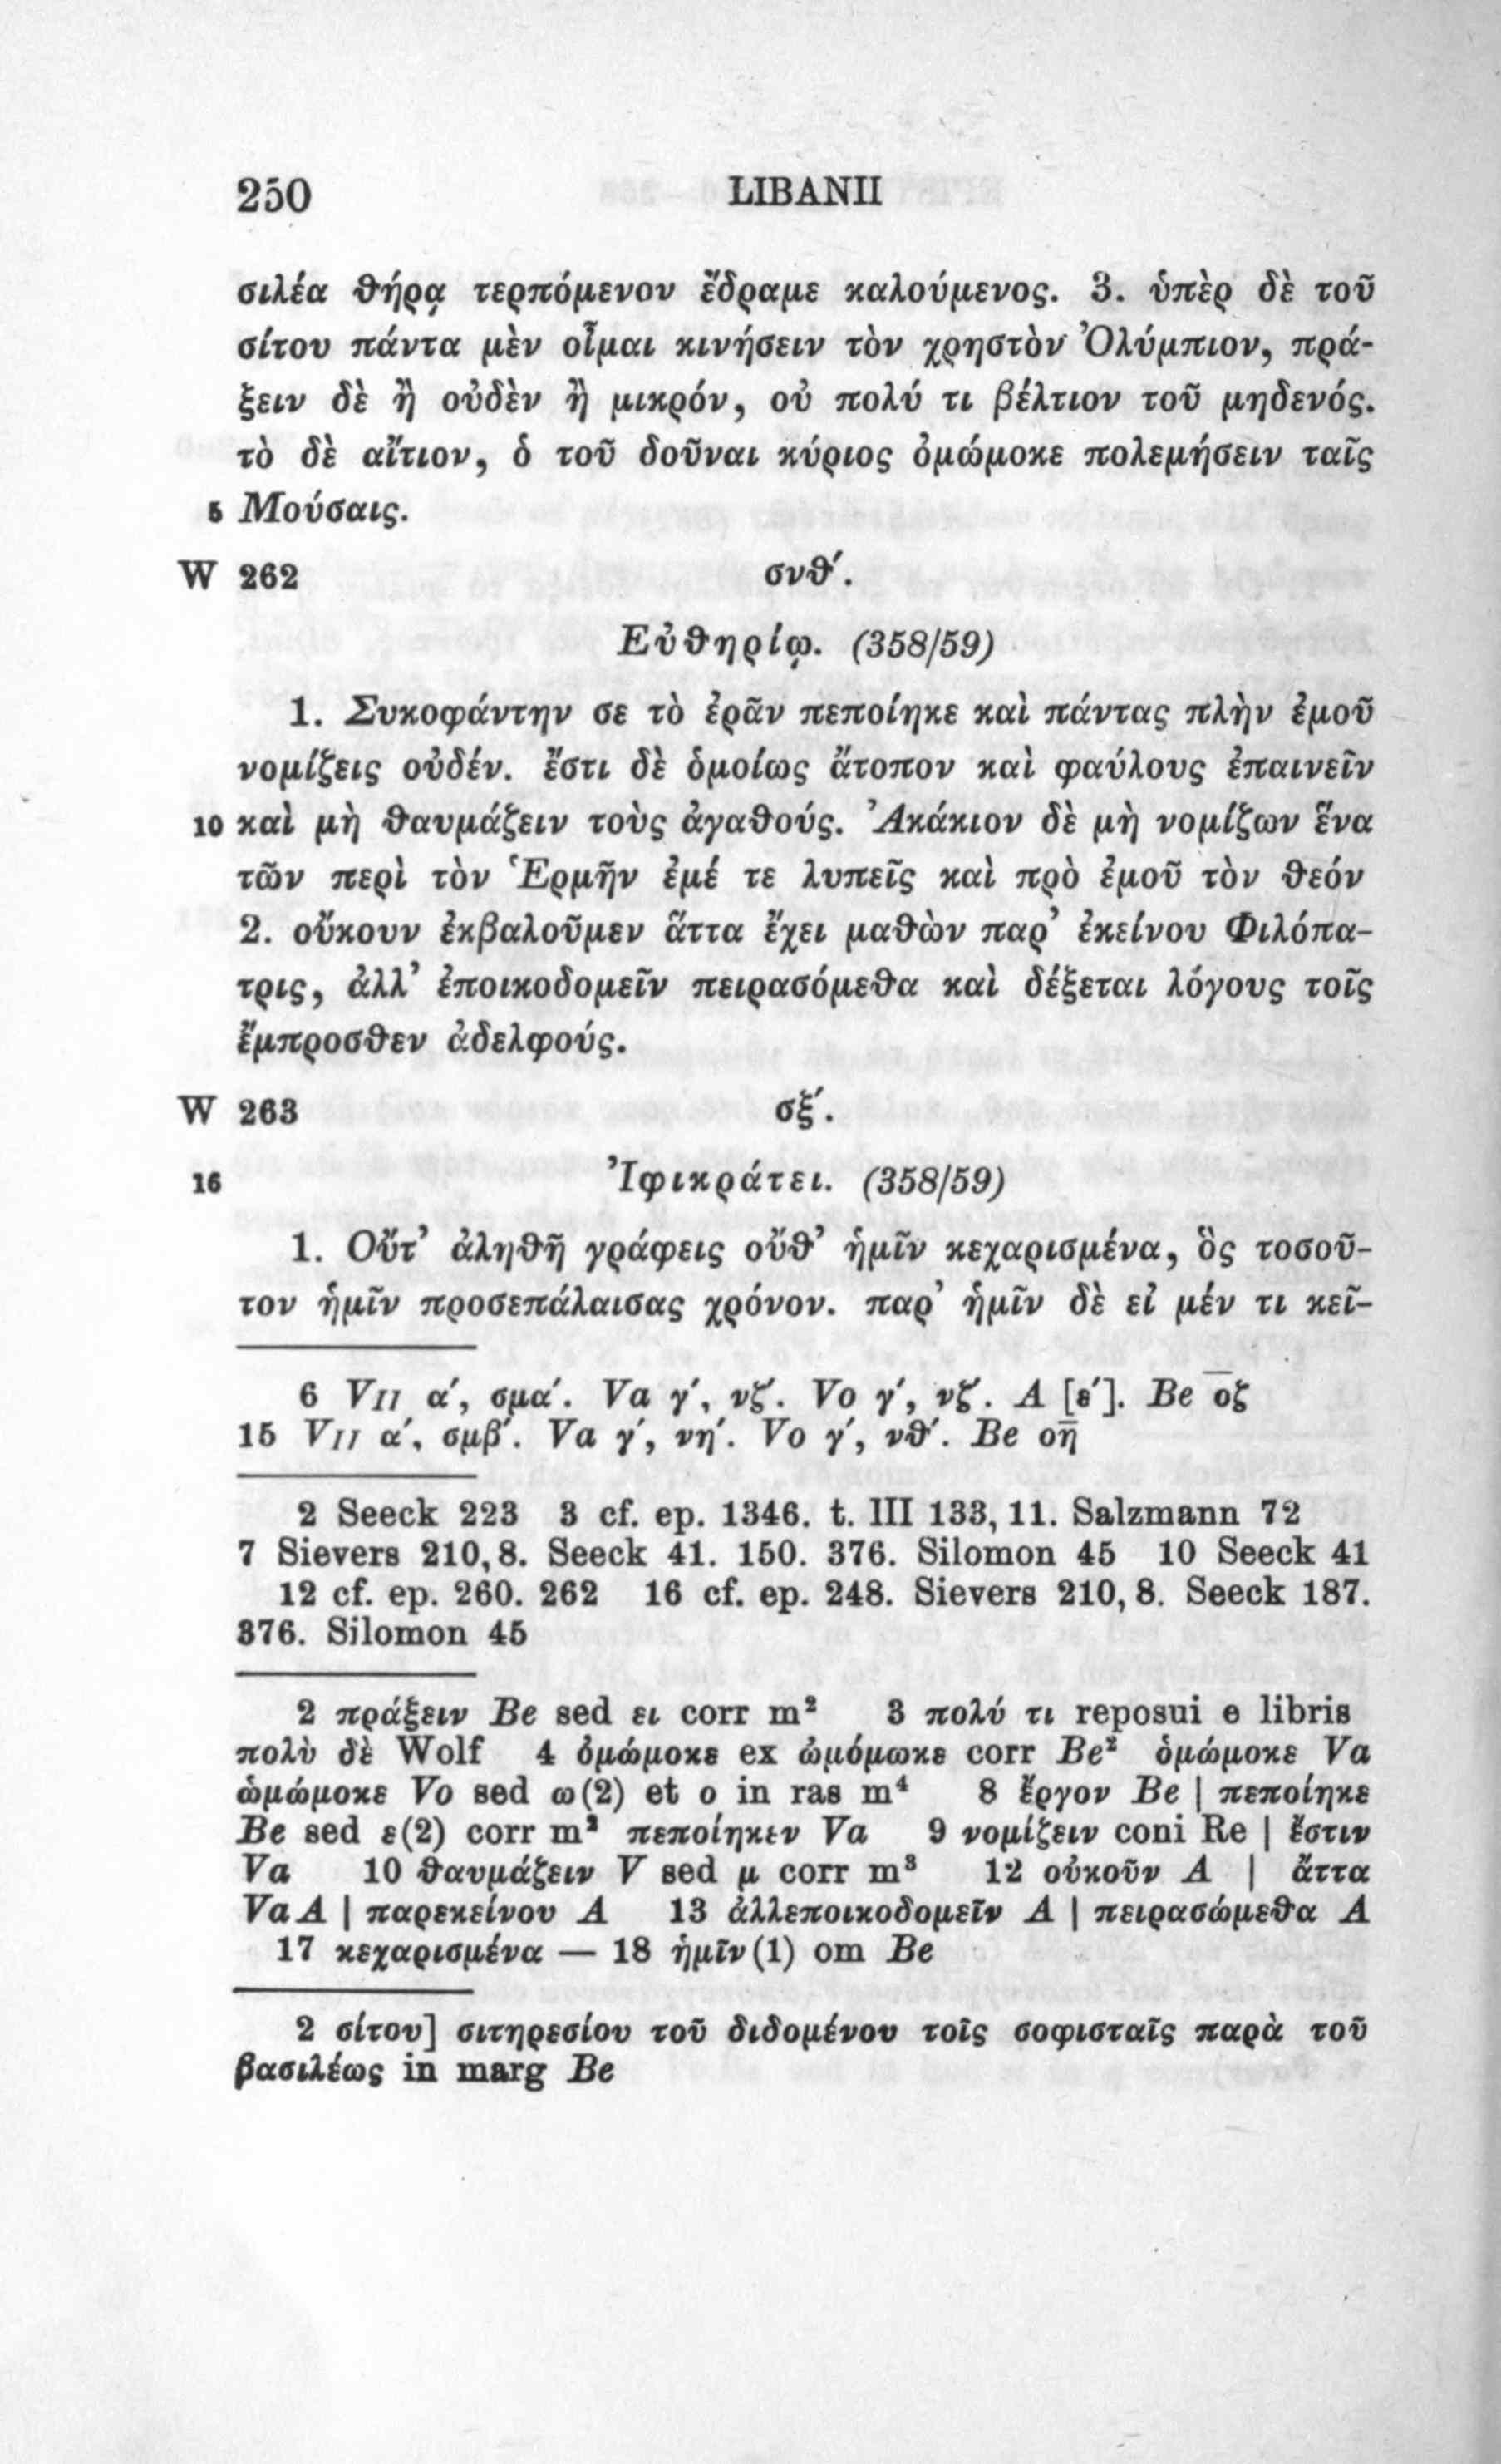 250 LIBANII
σιλέα θήρᾳ τερπόμενον ἔδραμε καλούμενος. 3. ὑπὲρ δὲ τοῦ
σίτου πάντα μὲν οἶμαι κινήσειν τὸν χρηστὸν Ὀλύμπιον, πρά-
ξειν δὲ ἢ οὐδὲν ἢ μικρόν, οὐ πολύ τι βέλτιον τοῦ μηδενός.
τὸ δὲ αἴτιον, ὁ τοῦ δοῦναι κύριος ὀμώμοκε πολεμήσειν ταῖς
5 Μούσαις.
W 262 σνθ′.
Εὐθηρίῳ. (358/59)
1. Συκοφάντην σε τὸ ἐρᾶν πεποίηκε καὶ πάντας πλὴν ἐμοῦ
νομίζεις οὐδέν. ἔστι δὲ ὁμοίως ἄτοπον καὶ φαύλους ἐπαινεῖν
10 καὶ μὴ θαυμάζειν τοὺς ἀγαθούς. Ἀκάκιον δὲ μὴ νομίζων ἕνα
τῶν περὶ τὸν Ἑρμῆν ἐμέ τε λυπεῖς καὶ πρὸ ἐμοῦ τὸν θεόν
2. οὔκουν ἐκβαλοῦμεν ἅττα ἔχει μαθὼν παρ’ ἐκείνου Φιλόπα-
τρις, ἀλλ’ ἐποικοδομεῖν πειρασόμεθα καὶ δέξεται λόγους τοῖς
ἔμπροσθεν ἀδελφούς.
W 263 σξ′.
16 Ἰφικράτει. (358/59)
1. Οὔτ’ ἀληθῆ γράφεις οὔθ’ ἡμῖν κεχαρισμένα, ὃς τοσοῦ-
τον ἡμῖν προσεπάλαισας χρόνον. παρ’ ἡμῖν δὲ εἰ μέν τι κεῖ-
6 VII α′, σμα′. Va γ′, νζ′. Vo γ′, νζ′. A [ε′]. Be οζ
15 VII α′, σμβ′. Va γ′, νη′. Vo γ′, νθ′. Be οη
2 Seeck 223 3 cf. ep. 1346. t. III 133, 11. Salzmann 72
7 Sievers 210, 8. Seeck 41. 150. 376. Silomon 45 10 Seeck 41
12 cf. ep. 260. 262 16 cf. ep. 248. Sievers 210, 8. Seeck 187.
376. Silomon 45
2 πράξειν Be sed ει corr m² 3 πολύ τι reposui e libris
πολὺ δὲ Wolf 4 ὀμώμοκε ex ὠμόμωκε corr Be² ὁμώμοκε Va
ὠμώμοκε Vo sed ω(2) et ο in ras m⁴ 8 ἔργον Be | πεποίηκε
Be sed ε(2) corr m² πεποίηκεν Va 9 νομίζειν coni Re | ἔστιν
Va 10 θαυμάζειν V sed μ corr m³ 12 οὐκοῦν A | ἄττα
Va A | παρεκείνου A 13 ἀλλεποικοδομεῖν A | πειρασώμεθα A
17 κεχαρισμένα — 18 ἡμῖν(1) om Be
2 σίτου] σιτηρεσίου τοῦ διδομένου τοῖς σοφισταῖς παρὰ τοῦ
βασιλέως in marg Be